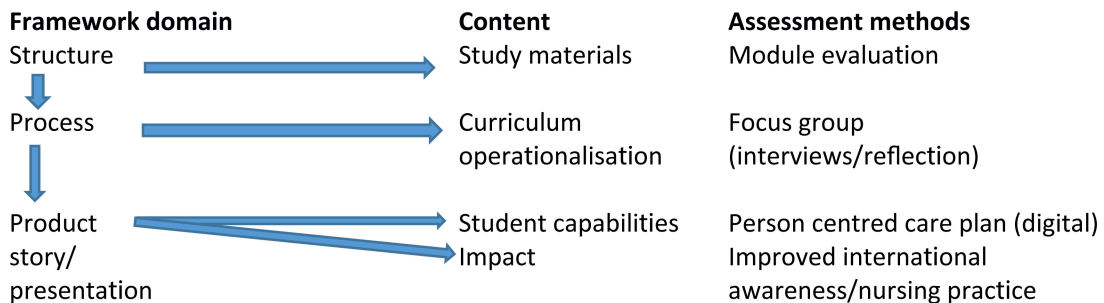 Framework domain Content Assessment methods
Structure Study materials Module evaluation
Process Curriculum Focus group
operationalisation (interviews/reflection)
Product Student capabilities Person centred care plan (digital)
story/ Impact Improved international
presentation awareness/nursing practice